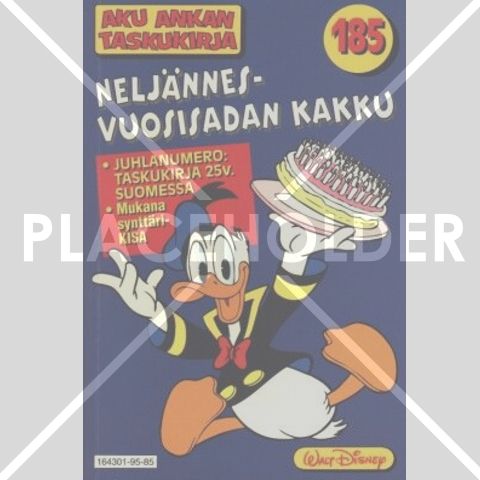 AKU ANKAN
TASKUKIRJA
185
NELJÄNNES-
VUOSISADAN KAKKU
• JUHLANUMERO:
TASKUKIRJA 25v.
SUOMESSA
• Mukana
synttäri-
KISA
PLACEHOLDER
164301-95-85
WALT DISNEY